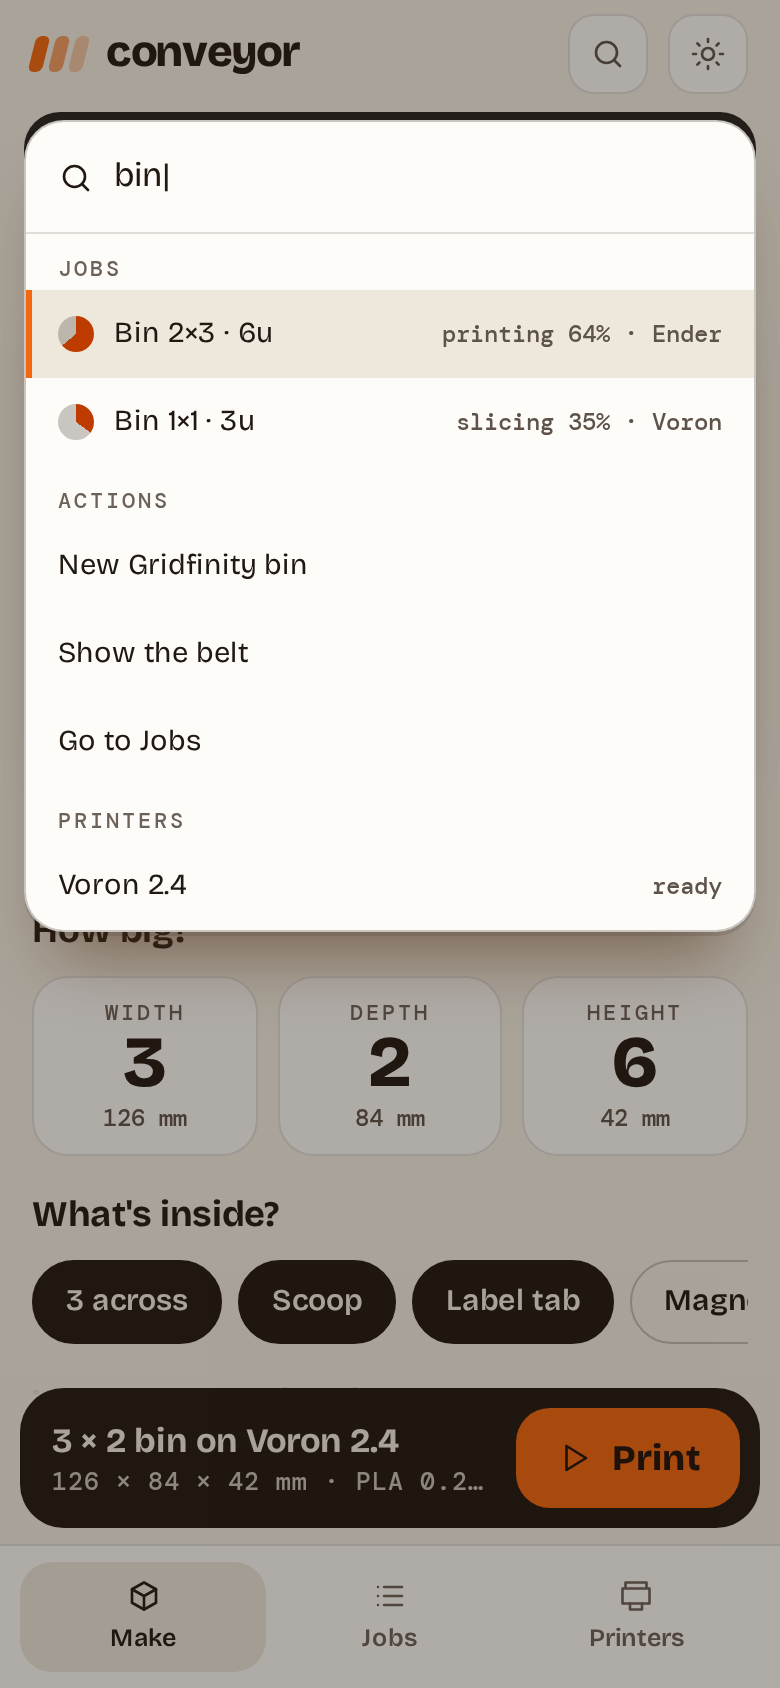 conveyor
bin
JOBS
Bin 2×3 · 6u printing 64% · Ender
Bin 1×1 · 3u slicing 35% · Voron
ACTIONS
New Gridfinity bin
Show the belt
Go to Jobs
PRINTERS
Voron 2.4 ready
How big?
WIDTH DEPTH HEIGHT
3 2 6
126 mm 84 mm 42 mm
What's inside?
3 across Scoop Label tab Magn
3 × 2 bin on Voron 2.4
126 × 84 × 42 mm · PLA 0.2…
Print
Make Jobs Printers